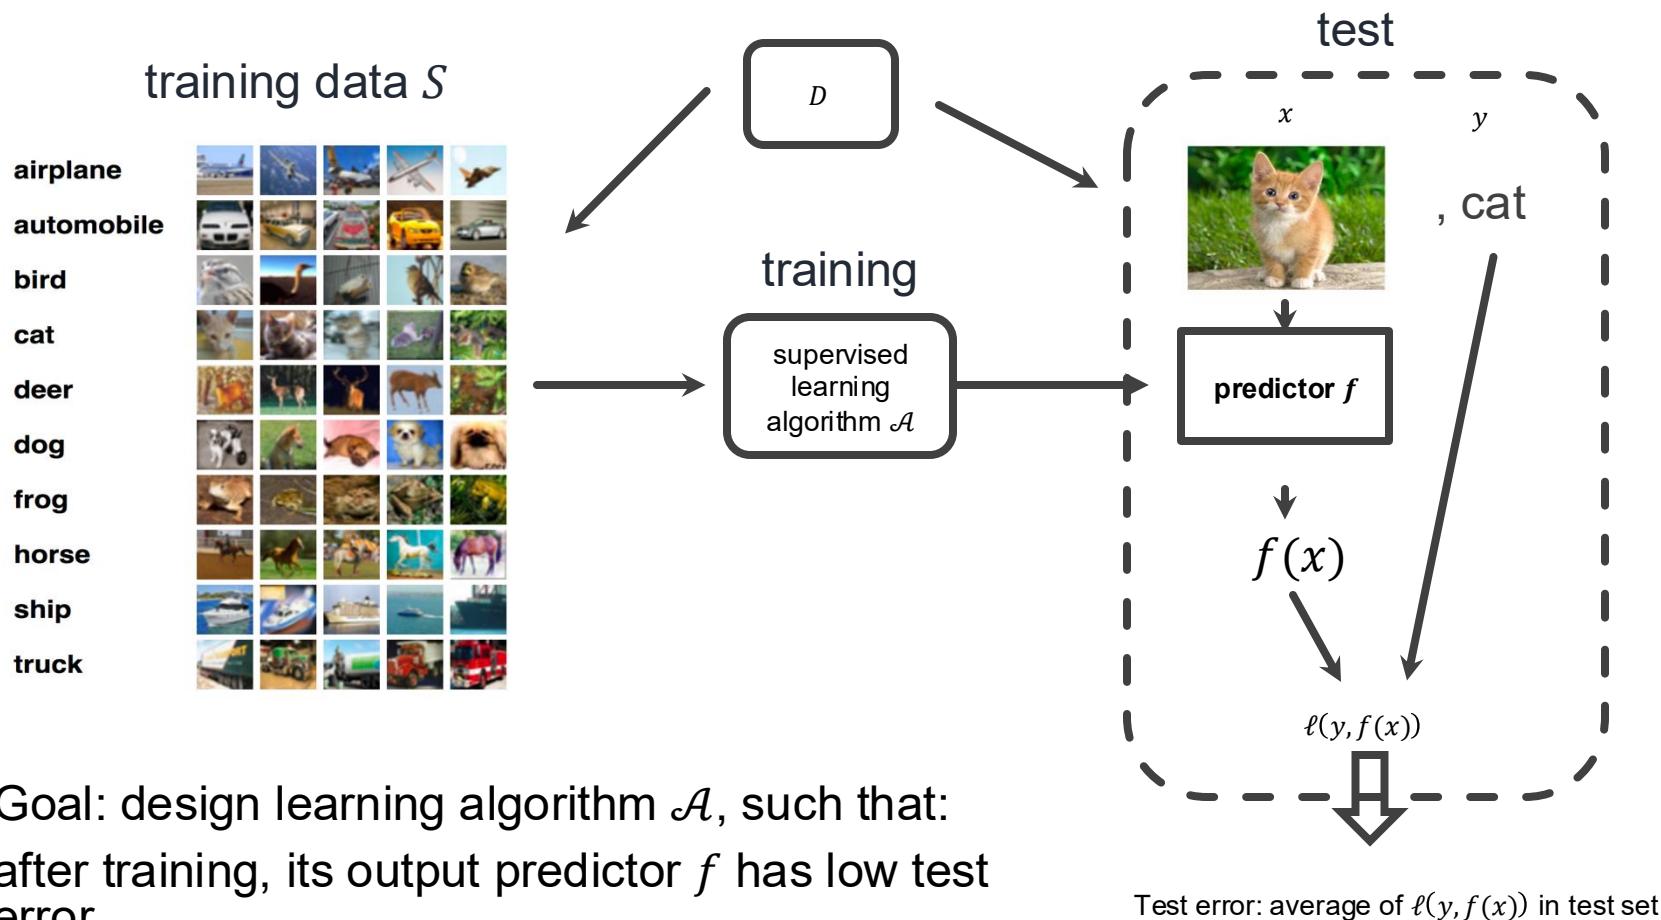 training data S
airplane
automobile
bird
cat
deer
dog
frog
horse
ship
truck
D
training
supervised
learning
algorithm 𝒜
test
x
y
, cat
predictor f
f(x)
ℓ(y, f(x))
Goal: design learning algorithm 𝒜, such that:
after training, its output predictor f has low test
error
Test error: average of ℓ(y, f(x)) in test set